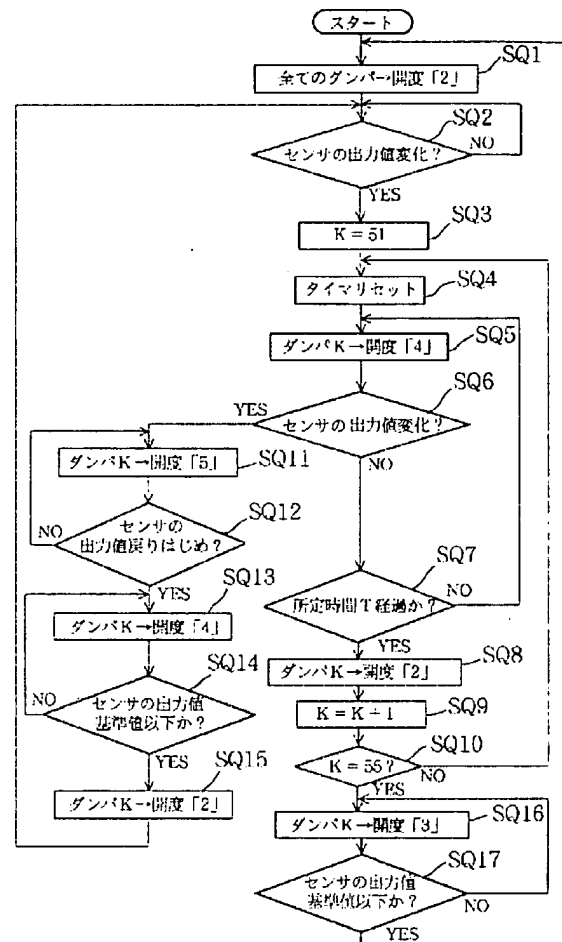 スタート
SQ1
全てのダンパ→開度「2」
SQ2
センサの出力値変化?
NO
YES
SQ3
K=51
SQ4
タイマリセット
SQ5
ダンパK→開度「4」
SQ6
センサの出力値変化?
YES
NO
SQ11
ダンパK→開度「5」
SQ12
センサの
出力値戻りはじめ?
NO
YES
SQ13
ダンパK→開度「4」
SQ14
センサの出力値
基準値以下か?
NO
YES
SQ15
ダンパK→開度「2」
SQ7
所定時間T経過か?
NO
YES
SQ8
ダンパK→開度「2」
SQ9
K=K+1
SQ10
K=55?
NO
YES
SQ16
ダンパK→開度「3」
SQ17
センサの出力値
基準値以下か?
NO
YES